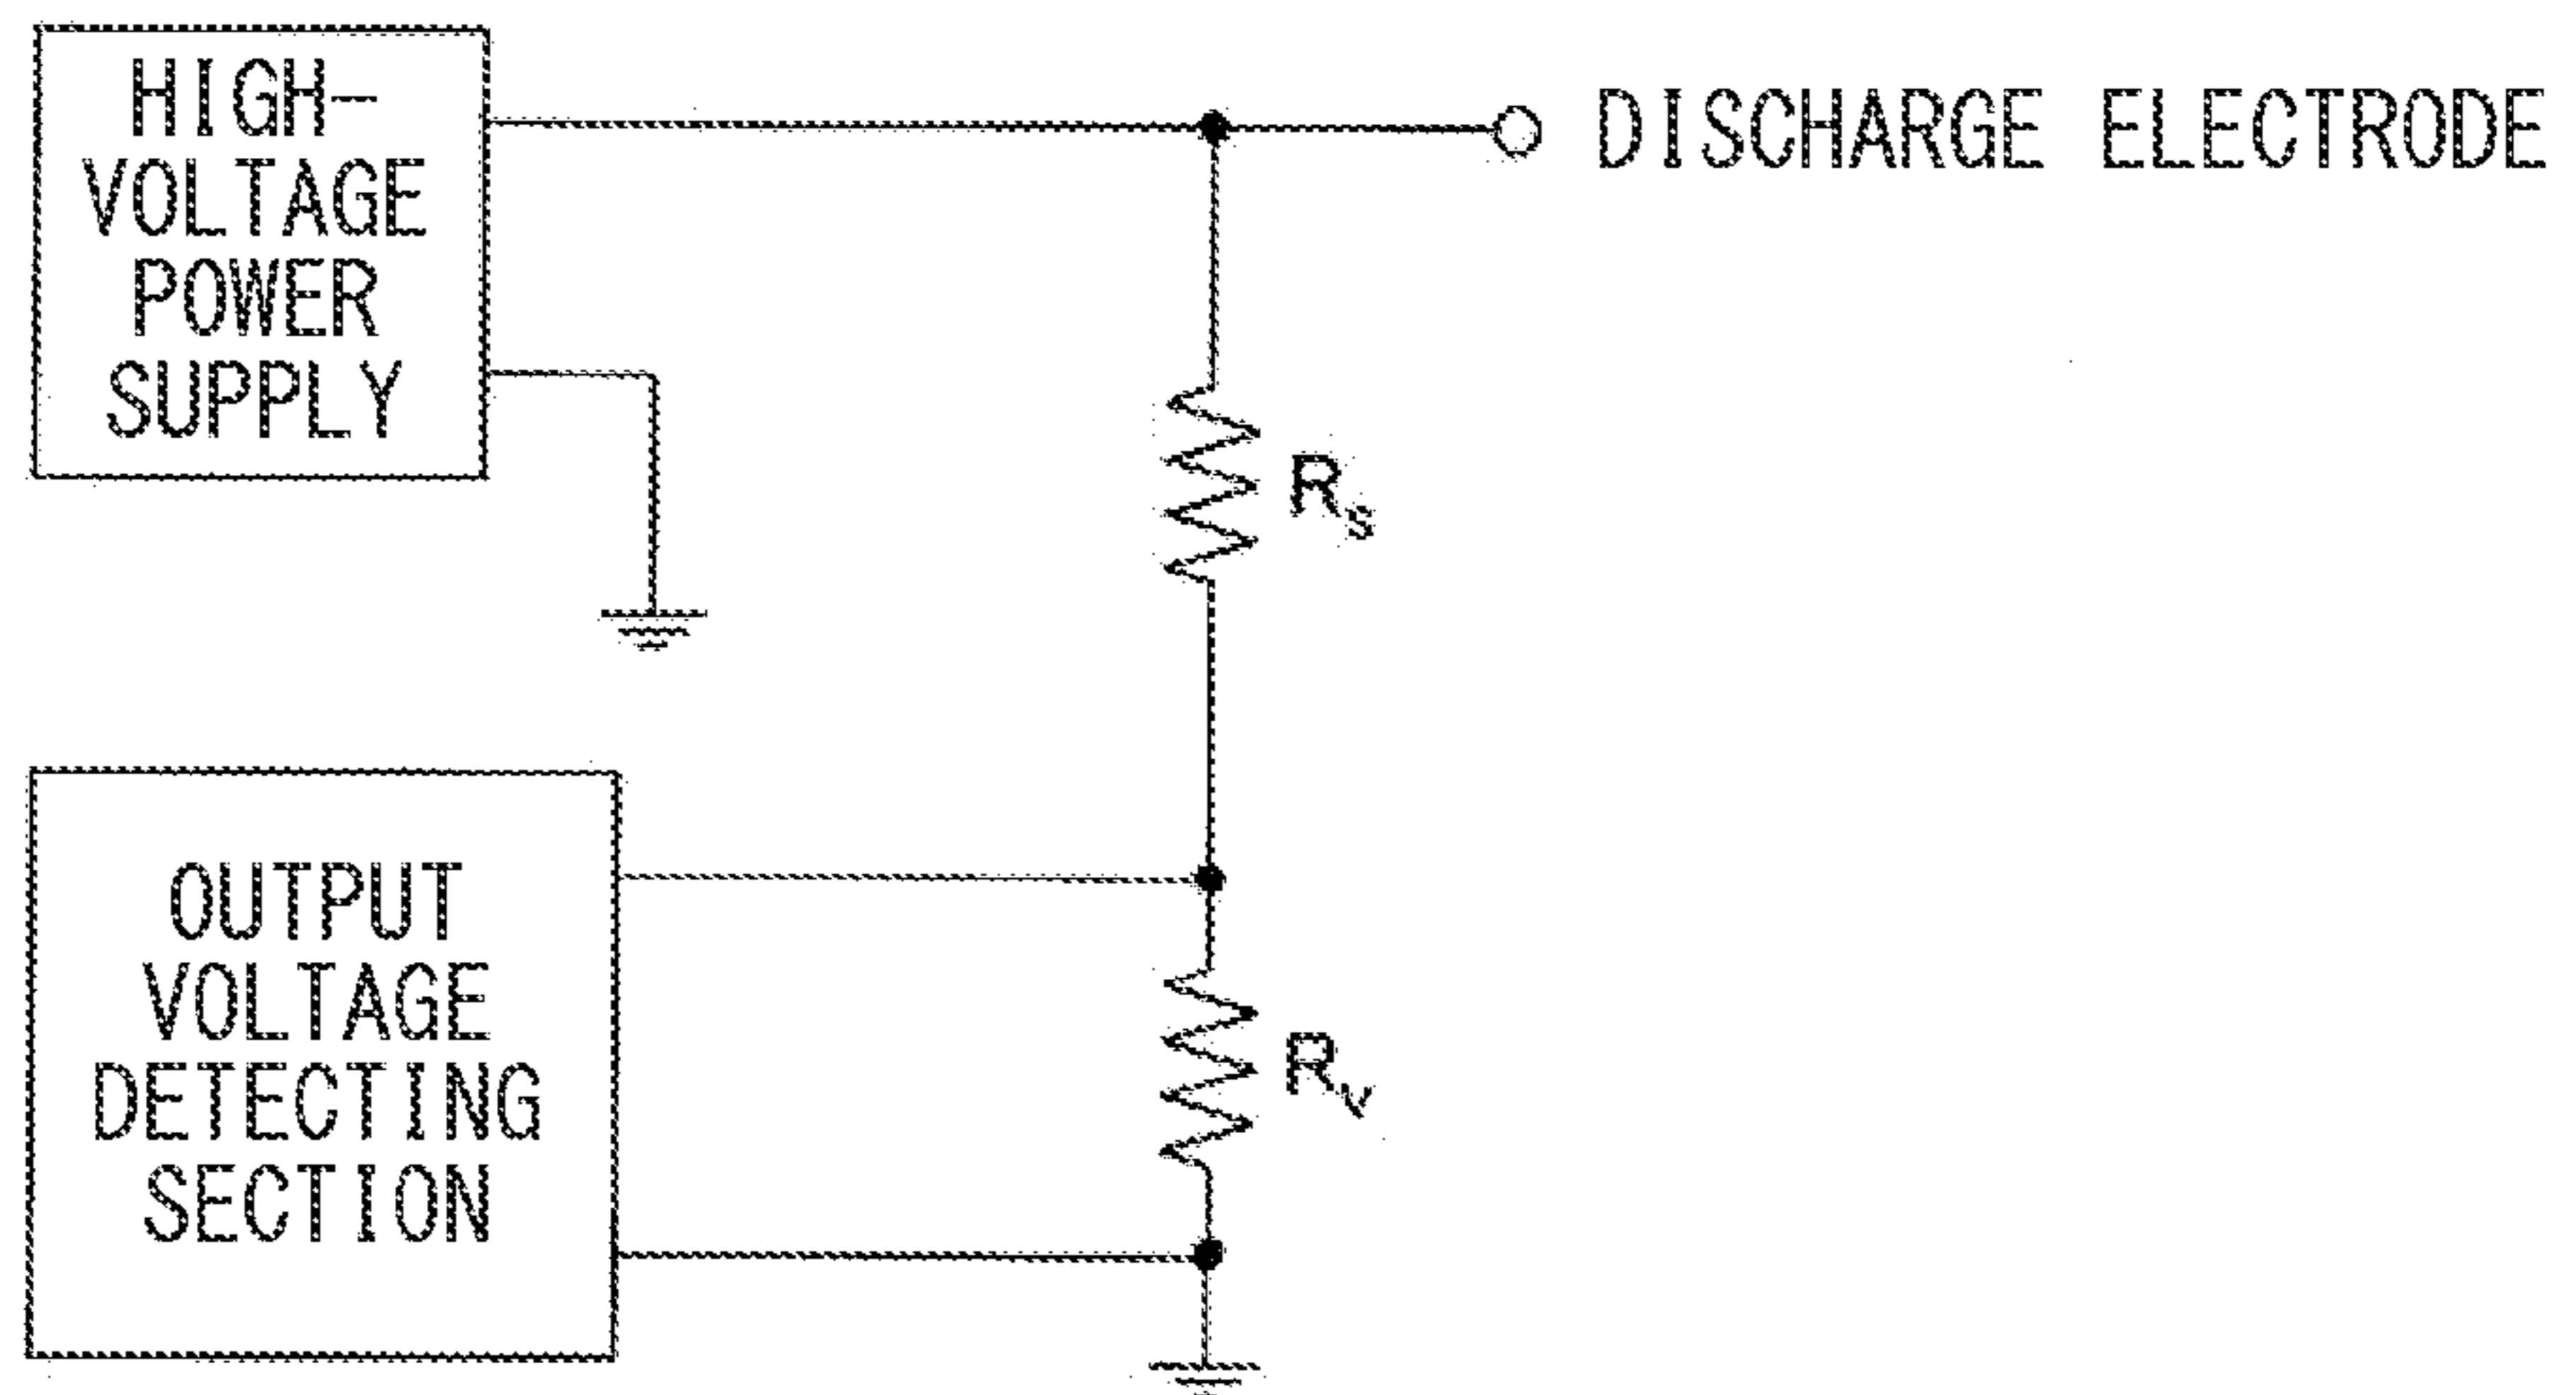 HIGH-
VOLTAGE
POWER
SUPPLY
DISCHARGE ELECTRODE
RS
OUTPUT
VOLTAGE
DETECTING
SECTION
RV